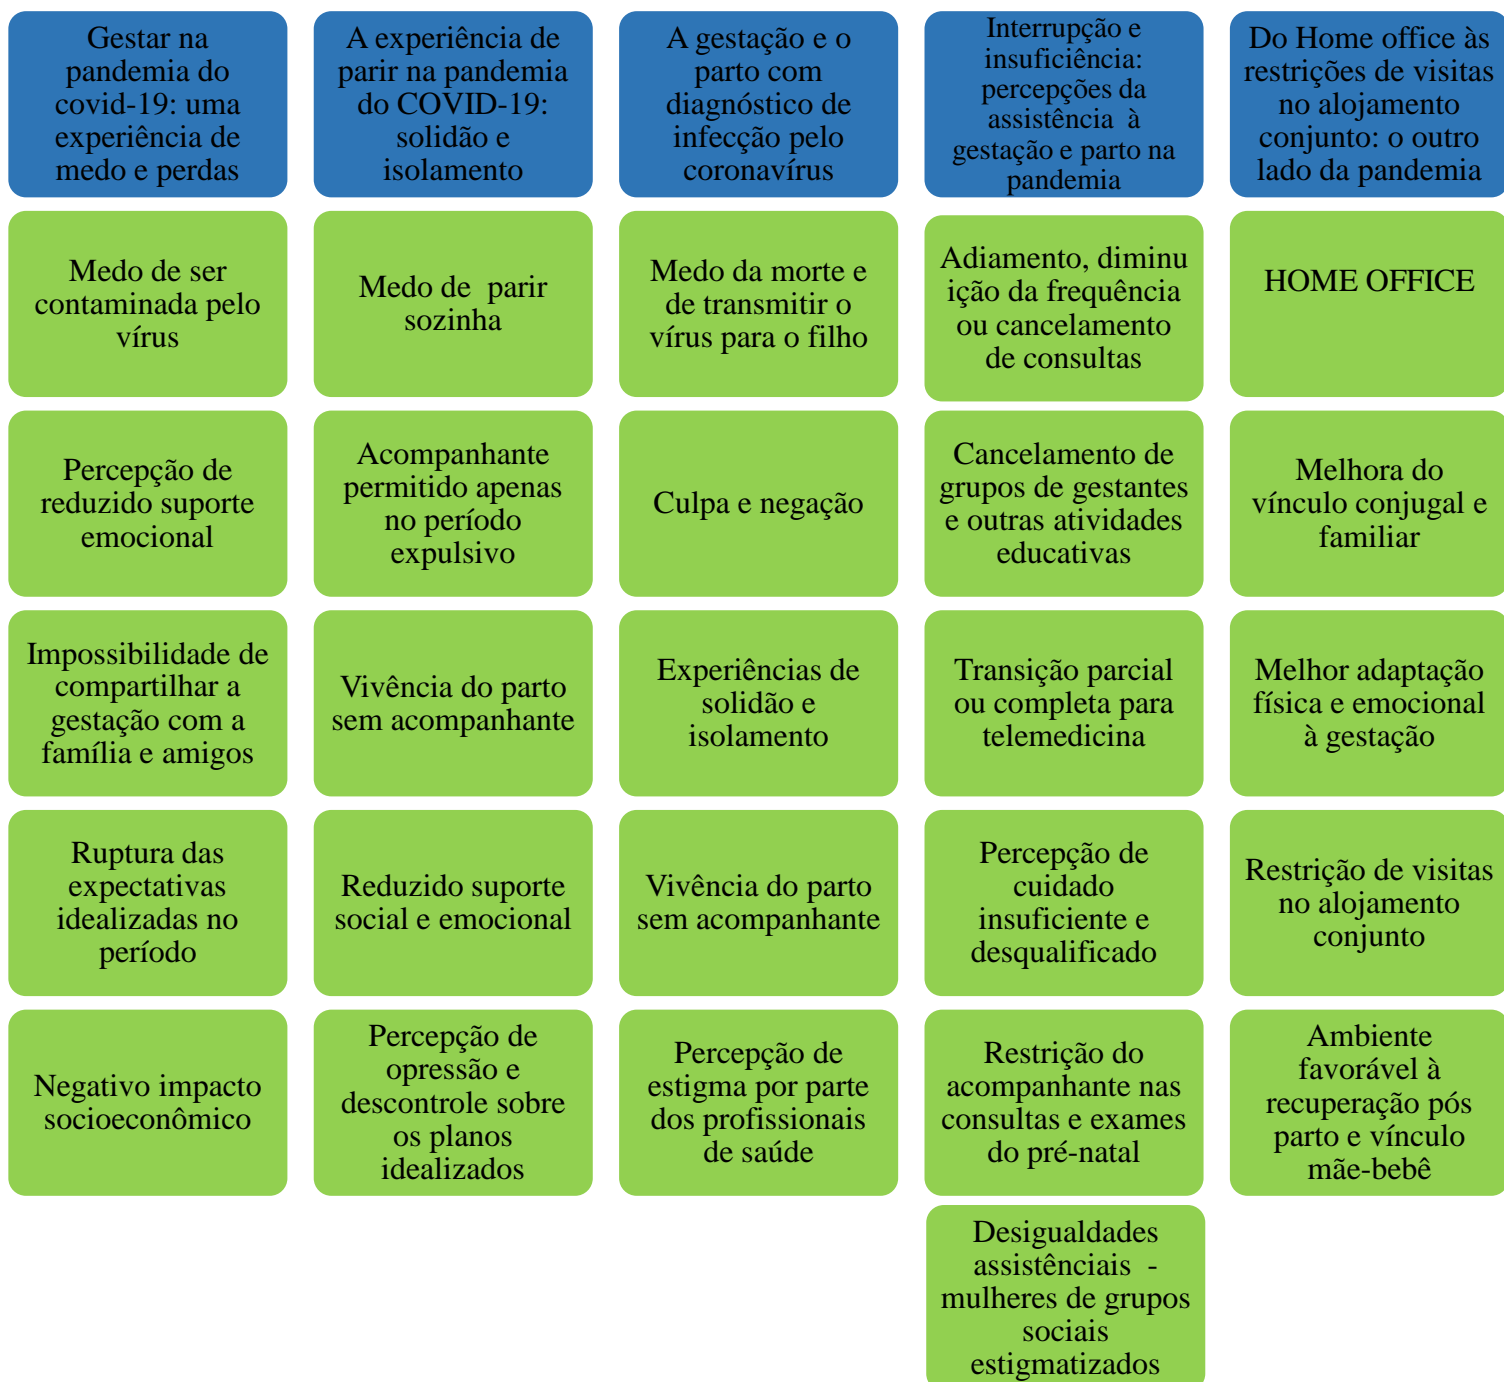 Gestar na
pandemia do
covid-19: uma
experiência de
medo e perdas
A experiência de
parir na pandemia
do COVID-19:
solidão e
isolamento
A gestação e o
parto com
diagnóstico de
infecção pelo
coronavírus
Interrupção e
insuficiência:
percepções da
assistência à
gestação e parto na
pandemia
Do Home office às
restrições de visitas
no alojamento
conjunto: o outro
lado da pandemia
Medo de ser
contaminada pelo
vírus
Medo de parir
sozinha
Medo da morte e
de transmitir o
vírus para o filho
Adiamento, diminu
ição da frequência
ou cancelamento
de consultas
HOME OFFICE
Percepção de
reduzido suporte
emocional
Acompanhante
permitido apenas
no período
expulsivo
Culpa e negação
Cancelamento de
grupos de gestantes
e outras atividades
educativas
Melhora do
vínculo conjugal e
familiar
Impossibilidade de
compartilhar a
gestação com a
família e amigos
Vivência do parto
sem acompanhante
Experiências de
solidão e
isolamento
Transição parcial
ou completa para
telemedicina
Melhor adaptação
física e emocional
à gestação
Ruptura das
expectativas
idealizadas no
período
Reduzido suporte
social e emocional
Vivência do parto
sem acompanhante
Percepção de
cuidado
insuficiente e
desqualificado
Restrição de visitas
no alojamento
conjunto
Negativo impacto
socioeconômico
Percepção de
opressão e
descontrole sobre
os planos
idealizados
Percepção de
estigma por parte
dos profissionais
de saúde
Restrição do
acompanhante nas
consultas e exames
do pré-natal
Ambiente
favorável à
recuperação pós
parto e vínculo
mãe-bebê
Desigualdades
assistênciais -
mulheres de grupos
sociais
estigmatizados